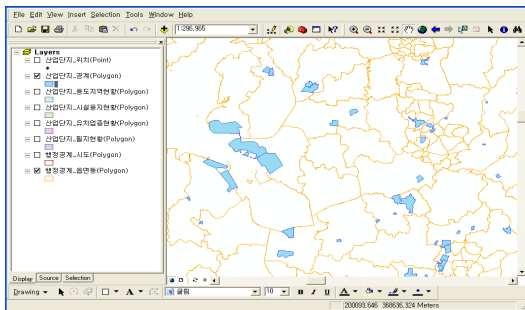 File Edit View Insert Selection Tools Window Help
1:296,965
Layers
산업단지_위치(Point)
산업단지_경계(Polygon)
산업단지_용도지역현황(Polygon)
산업단지_시설용지현황(Polygon)
산업단지_유치업종현황(Polygon)
산업단지_필지현황(Polygon)
행정경계_시도(Polygon)
행정경계_읍면동(Polygon)
Display Source Selection
Drawing A 굴림 10 B I U A
200093,646 368636,324 Meters